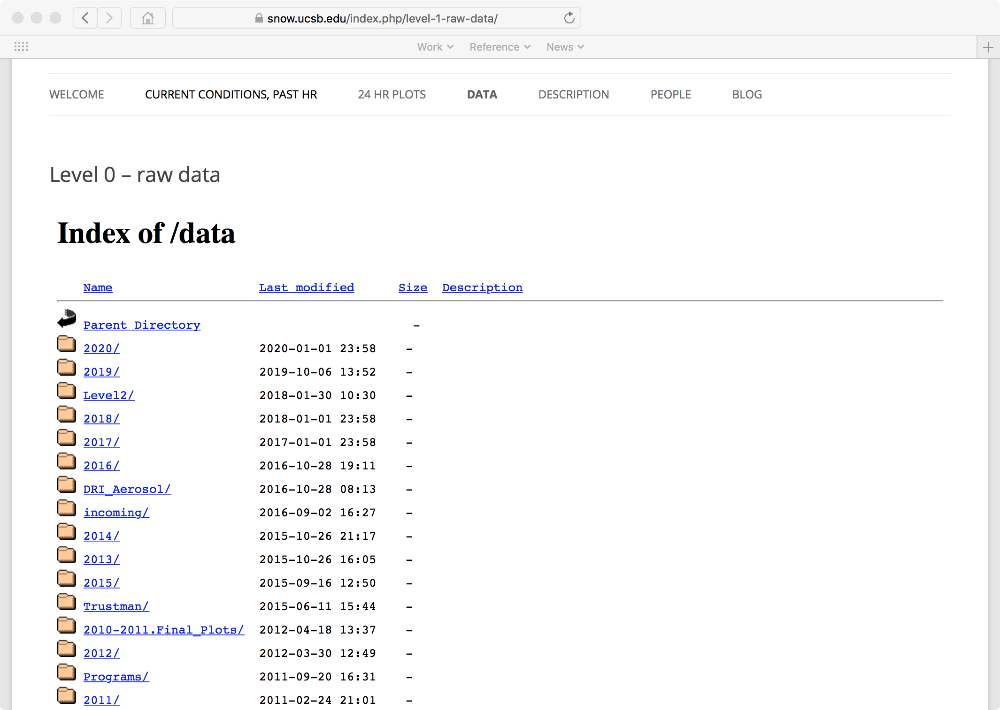 snow.ucsb.edu/index.php/level-1-raw-data/
Work Reference News
WELCOME CURRENT CONDITIONS, PAST HR 24 HR PLOTS DATA DESCRIPTION PEOPLE BLOG
Level 0 – raw data
Index of /data
Name Last modified Size Description
Parent Directory -
2020/ 2020-01-01 23:58 -
2019/ 2019-10-06 13:52 -
Level2/ 2018-01-30 10:30 -
2018/ 2018-01-01 23:58 -
2017/ 2017-01-01 23:58 -
2016/ 2016-10-28 19:11 -
DRI_Aerosol/ 2016-10-28 08:13 -
incoming/ 2016-09-02 16:27 -
2014/ 2015-10-26 21:17 -
2013/ 2015-10-26 16:05 -
2015/ 2015-09-16 12:50 -
Trustman/ 2015-06-11 15:44 -
2010-2011.Final_Plots/ 2012-04-18 13:37 -
2012/ 2012-03-30 12:49 -
Programs/ 2011-09-20 16:31 -
2011/ 2011-02-24 21:01 -